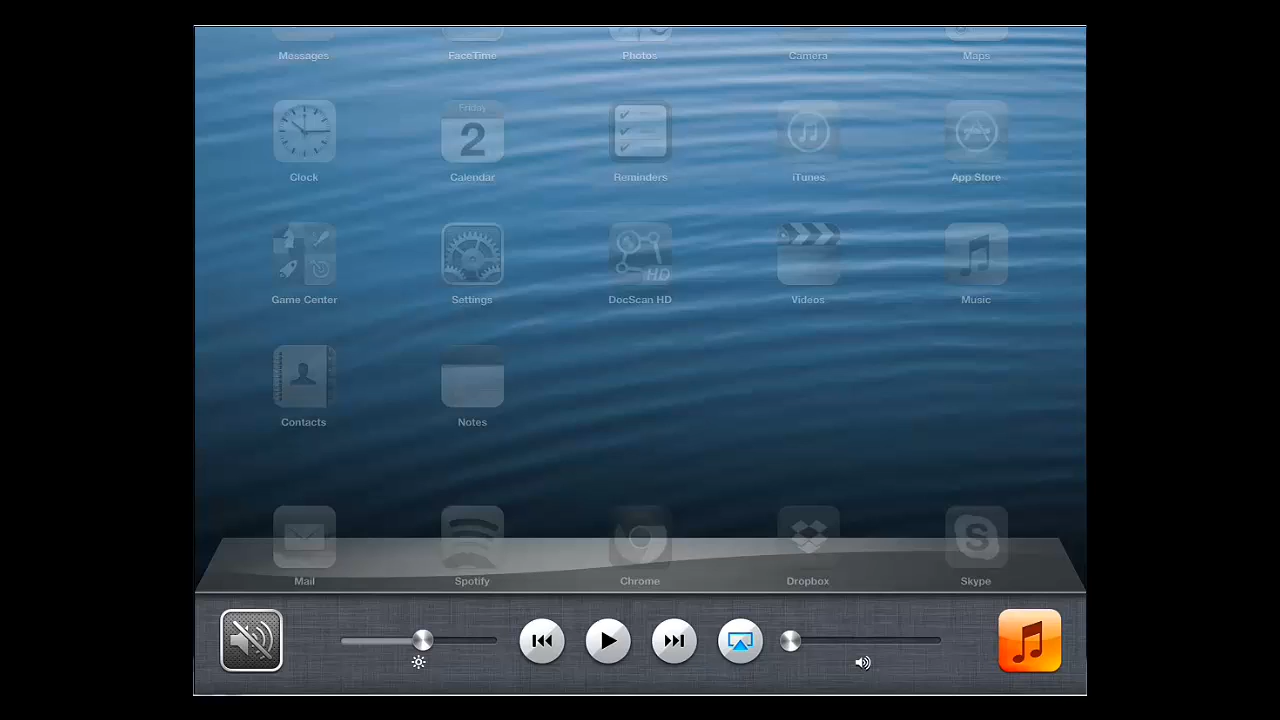 Messages FaceTime Photos Camera Maps
Friday
2
Clock Calendar Reminders iTunes App Store
HD
Game Center Settings DocScan HD Videos Music
Contacts Notes
Mail Spotify Chrome Dropbox Skype